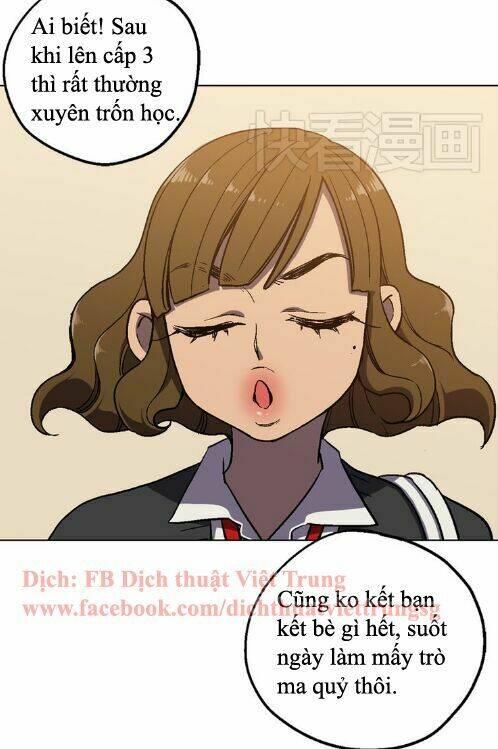 Ai biết! Sau
khi lên cấp 3
thì rất thường
xuyên trốn học.
快看漫画
Dịch: FB Dịch thuật Việt Trung
www.facebook.com/dichthuatviettrungsg
Cũng ko kết bạn
kết bè gì hết, suốt
ngày làm mấy trò
ma quỷ thôi.